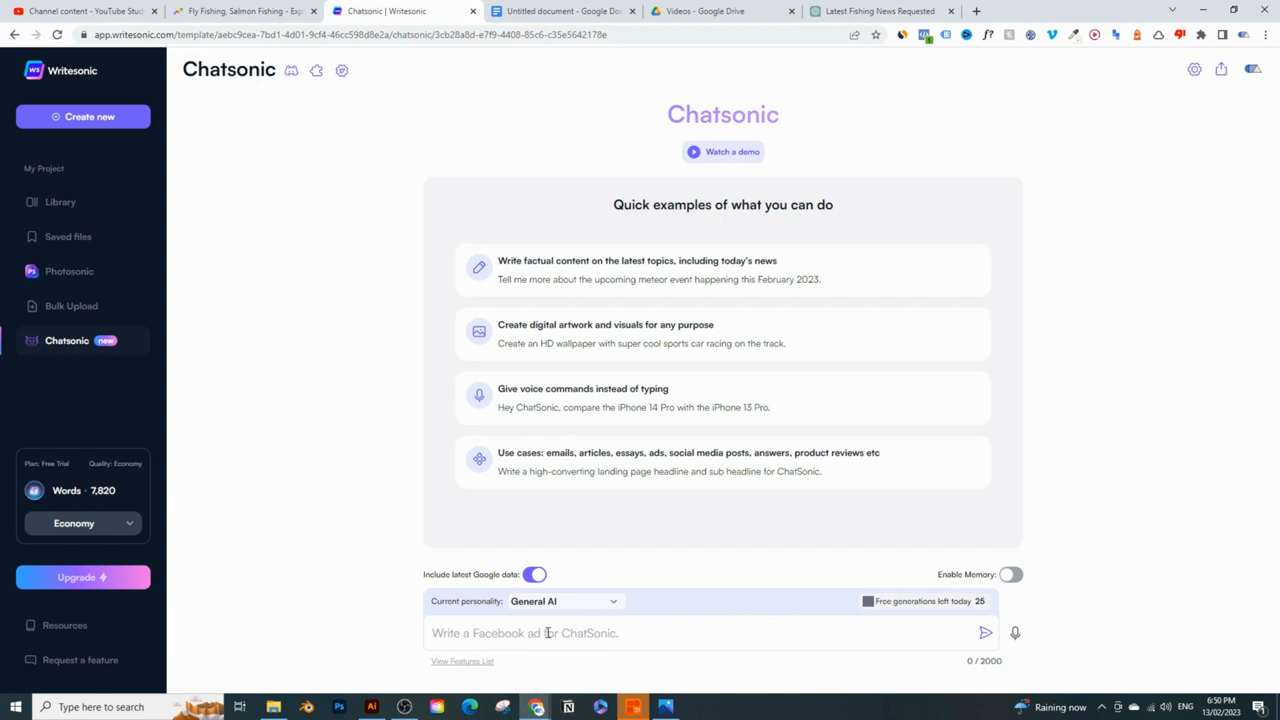 Channel content - YouTube Studi
Fly Fishing, Salmon Fishing - Exp
Chatsonic | Writesonic
Untitled document - Google Doc
Videos - Google Drive
Latest Fishing News Requested
app.writesonic.com/template/aebc9cea-7bd1-4d01-9cf4-46cc598d8e2a/chatsonic/3cb28a8d-e7f9-4408-85c6-c35e5642178e
WS Writesonic
Create new
My Project
Library
Saved files
PS Photosonic
Bulk Upload
Chatsonic new
Plan: Free Trial Quality: Economy
Words · 7,820
Economy
Upgrade
Resources
Request a feature
Chatsonic
Chatsonic
Watch a demo
Quick examples of what you can do
Write factual content on the latest topics, including today's news
Tell me more about the upcoming meteor event happening this February 2023.
Create digital artwork and visuals for any purpose
Create an HD wallpaper with super cool sports car racing on the track.
Give voice commands instead of typing
Hey ChatSonic, compare the iPhone 14 Pro with the iPhone 13 Pro.
Use cases: emails, articles, essays, ads, social media posts, answers, product reviews etc
Write a high-converting landing page headline and sub headline for ChatSonic.
Include latest Google data:
Enable Memory:
Current personality: General AI
Free generations left today 25
Write a Facebook ad for ChatSonic.
View Features List
0 / 2000
Type here to search
Raining now
ENG
6:50 PM
13/02/2023